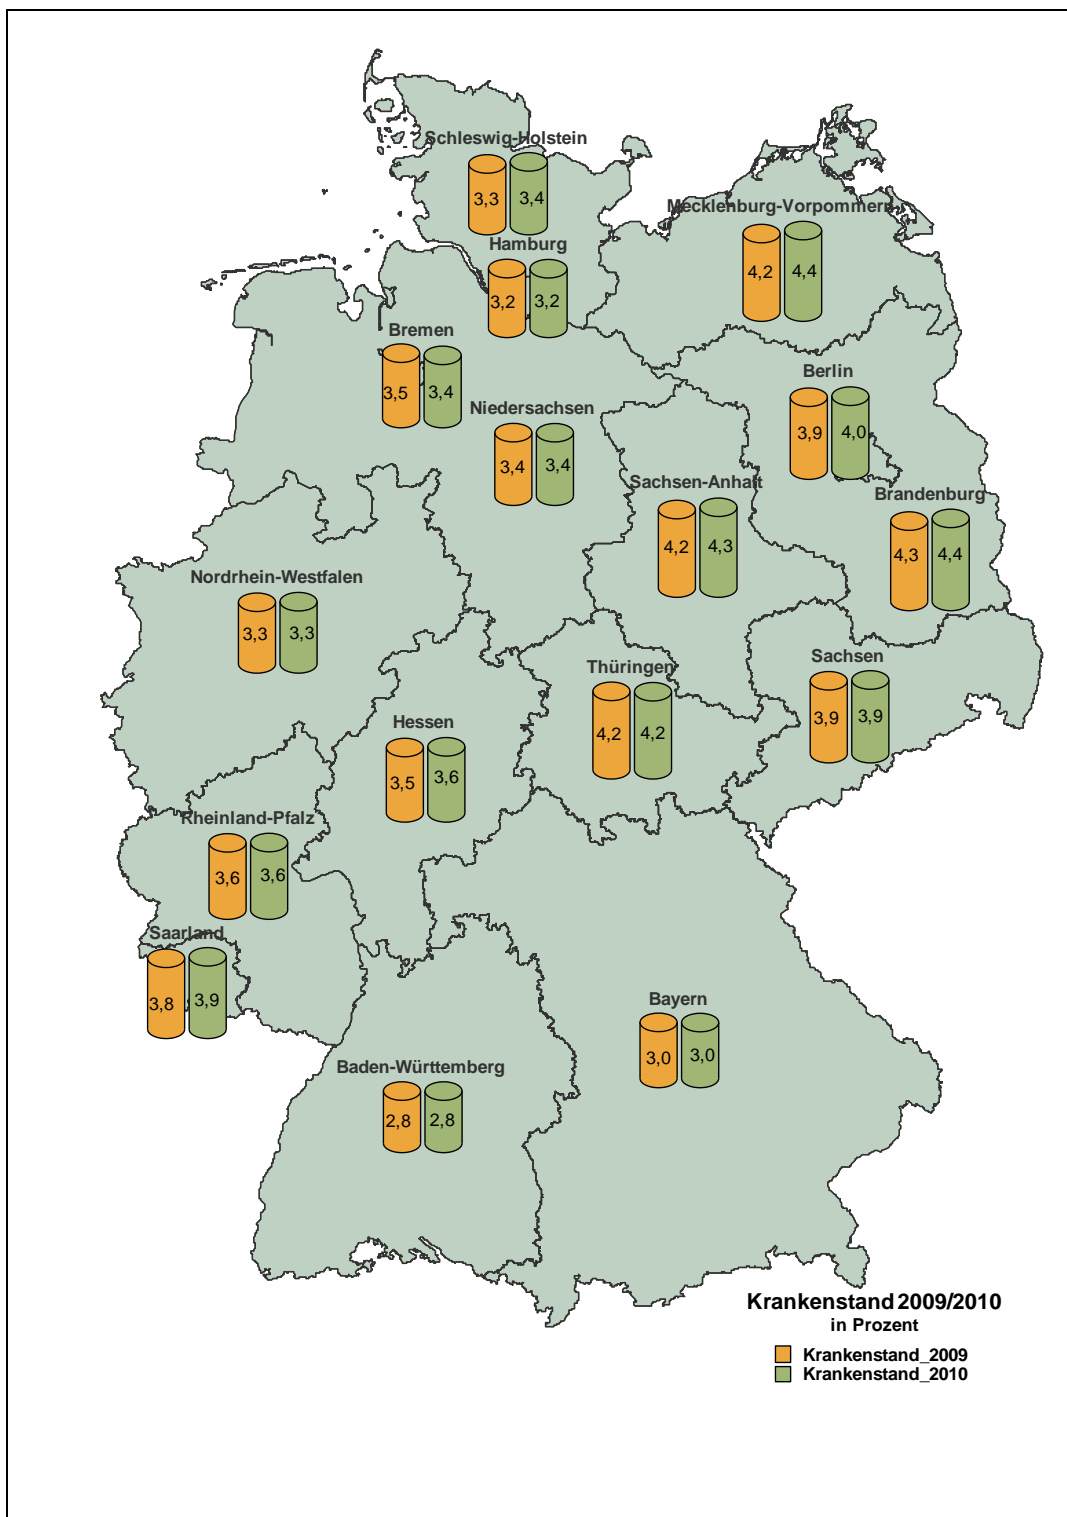 Schleswig-Holstein
3,3 3,4
Mecklenburg-Vorpommern
4,2 4,4
Hamburg
3,2 3,2
Bremen
3,5 3,4
Berlin
3,9 4,0
Niedersachsen
3,4 3,4
Sachsen-Anhalt
4,2 4,3
Brandenburg
4,3 4,4
Nordrhein-Westfalen
3,3 3,3
Thüringen
4,2 4,2
Sachsen
3,9 3,9
Hessen
3,5 3,6
Rheinland-Pfalz
3,6 3,6
Saarland
3,8 3,9
Bayern
3,0 3,0
Baden-Württemberg
2,8 2,8
Krankenstand 2009/2010
in Prozent
Krankenstand_2009
Krankenstand_2010